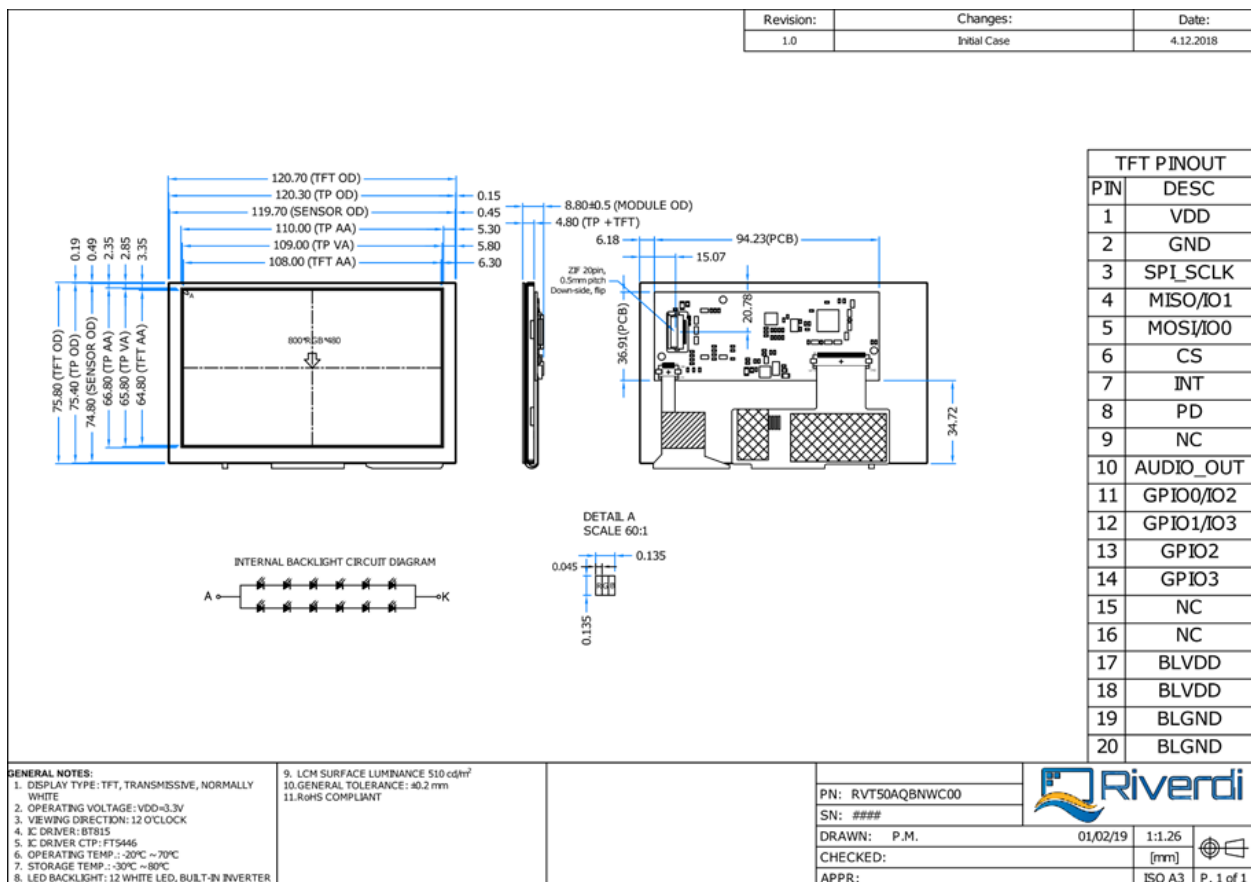 Revision: Changes: Date:
1.0 Initial Case 4.12.2018
120.70 (TFT OD)
120.30 (TP OD) 0.15
119.70 (SENSOR OD) 0.45
110.00 (TP AA) 5.30
109.00 (TP VA) 5.80
108.00 (TFT AA) 6.30
0.19
0.49
2.35
2.85
3.35
75.80 (TFT OD)
75.40 (TP OD)
74.80 (SENSOR OD)
66.80 (TP AA)
65.80 (TP VA)
64.80 (TFT AA)
A
800*RGB*480
8.80±0.5 (MODULE OD)
4.80 (TP +TFT)
6.18 94.23(PCB)
15.07
ZIF 20pin,
0.5mm pitch
Down-side, flip
20.78
36.91(PCB)
34.72
DETAIL A
SCALE 60:1
0.135
0.045
R G B
0.135
INTERNAL BACKLIGHT CIRCUIT DIAGRAM
A K
TFT PINOUT
PIN DESC
1 VDD
2 GND
3 SPI_SCLK
4 MISO/IO1
5 MOSI/IO0
6 CS
7 INT
8 PD
9 NC
10 AUDIO_OUT
11 GPIO0/IO2
12 GPIO1/IO3
13 GPIO2
14 GPIO3
15 NC
16 NC
17 BLVDD
18 BLVDD
19 BLGND
20 BLGND
GENERAL NOTES:
1. DISPLAY TYPE: TFT, TRANSMISSIVE, NORMALLY
WHITE
2. OPERATING VOLTAGE: VDD=3.3V
3. VIEWING DIRECTION: 12 O'CLOCK
4. IC DRIVER: BT815
5. IC DRIVER CTP: FT5446
6. OPERATING TEMP.: -20ºC ~ 70ºC
7. STORAGE TEMP.: -30ºC ~ 80ºC
8. LED BACKLIGHT: 12 WHITE LED, BUILT-IN INVERTER
9. LCM SURFACE LUMINANCE 510 cd/m²
10.GENERAL TOLERANCE: ±0.2 mm
11.RoHS COMPLIANT
PN: RVT50AQBNWC00
SN: ####
Riverdi
DRAWN: P.M. 01/02/19 1:1.26
CHECKED: [mm]
APPR: ISO A3 P. 1 of 1